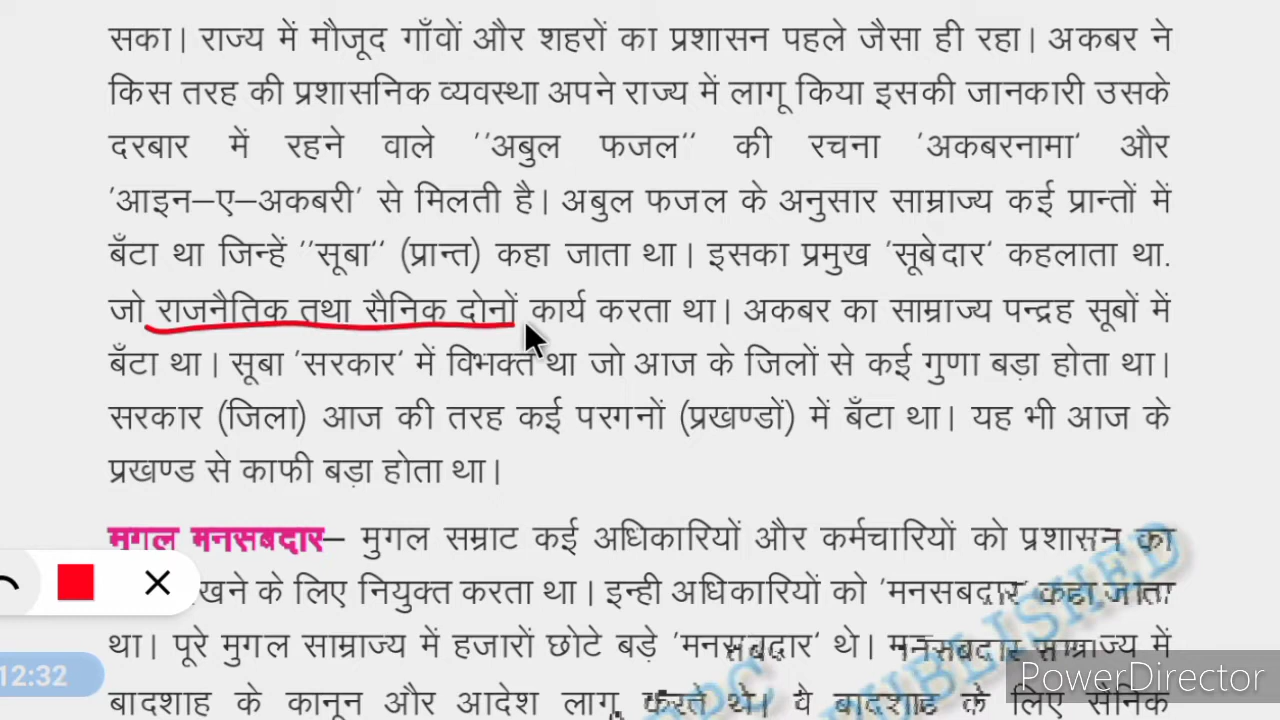 सका। राज्य में मौजूद गाँवों और शहरों का प्रशासन पहले जैसा ही रहा। अकबर ने
किस तरह की प्रशासनिक व्यवस्था अपने राज्य में लागू किया इसकी जानकारी उसके
दरबार में रहने वाले ''अबुल फजल'' की रचना 'अकबरनामा' और
'आइन–ए–अकबरी' से मिलती है। अबुल फजल के अनुसार साम्राज्य कई प्रान्तों में
बँटा था जिन्हें ''सूबा'' (प्रान्त) कहा जाता था। इसका प्रमुख 'सूबेदार' कहलाता था.
जो राजनैतिक तथा सैनिक दोनों कार्य करता था। अकबर का साम्राज्य पन्द्रह सूबों में
बँटा था। सूबा 'सरकार' में विभक्त था जो आज के जिलों से कई गुणा बड़ा होता था।
सरकार (जिला) आज की तरह कई परगनों (प्रखण्डों) में बँटा था। यह भी आज के
प्रखण्ड से काफी बड़ा होता था।
मुगल मनसबदार– मुगल सम्राट कई अधिकारियों और कर्मचारियों को प्रशासन का
खने के लिए नियुक्त करता था। इन्ही अधिकारियों को 'मनसबदार' कहा जाता
था। पूरे मुगल साम्राज्य में हजारों छोटे बड़े 'मनसबदार' थे। मनसबदार साम्राज्य में
बादशाह के कानून और आदेश लागू करते थे। ये बादशाह के लिए सैनिक
12:32
PowerDirector